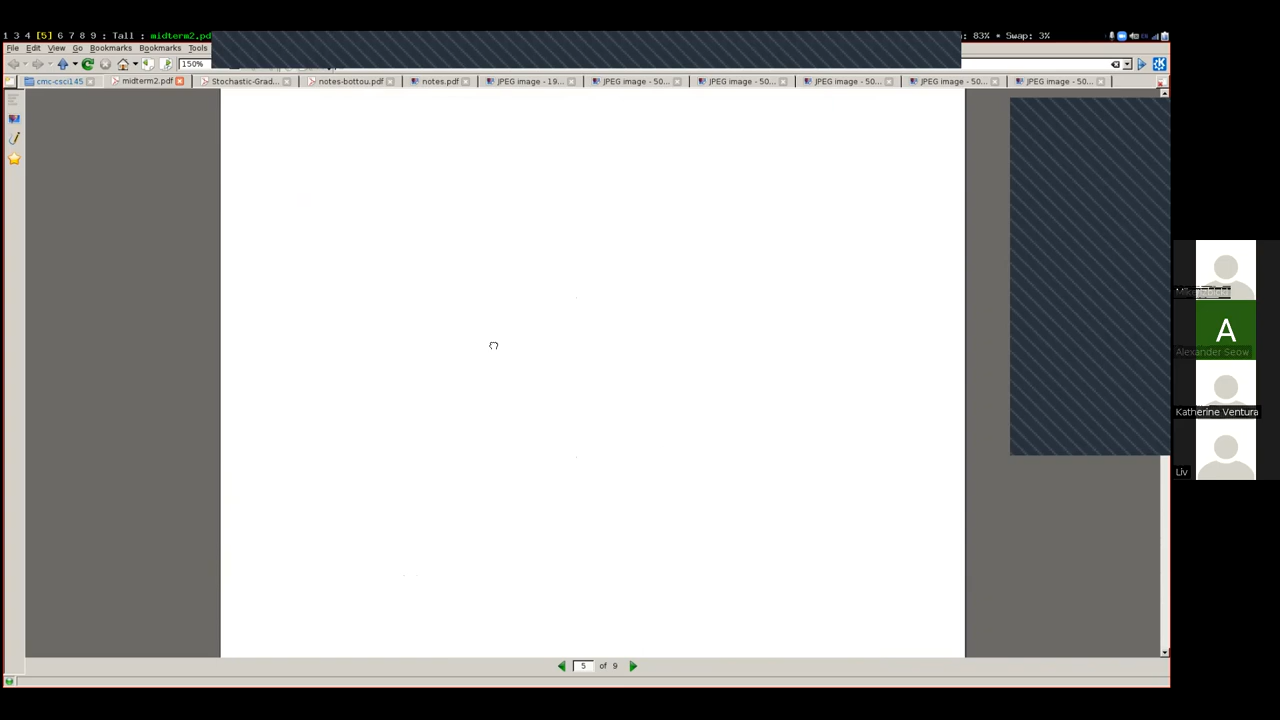 1 3 4 [5] 6 7 8 9 : Tall : midterm2.pd
: 83% * Swap: 3%
File Edit View Go Bookmarks Bookmarks Tools
150%
cmc-csci145
midterm2.pdf
Stochastic-Grad...
notes-bottou.pdf
notes.pdf
JPEG image - 19...
JPEG image - 50...
JPEG image - 50...
JPEG image - 50...
JPEG image - 50...
JPEG image - 50...
A
Alexander Seow
Katherine Ventura
Liv
5 of 9